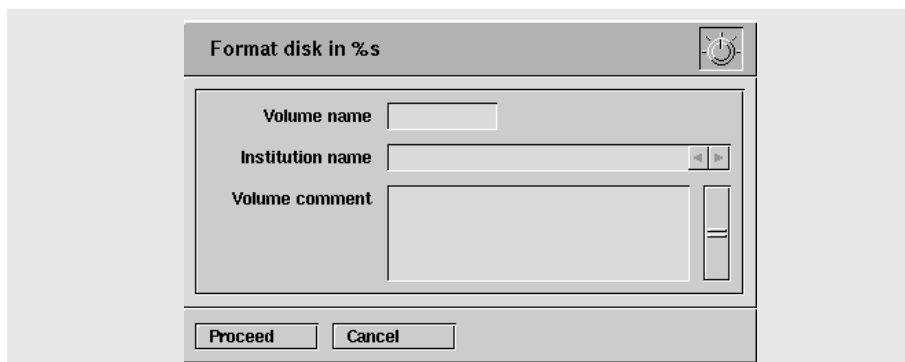 Format disk in %s
Volume name
Institution name
Volume comment
Proceed Cancel